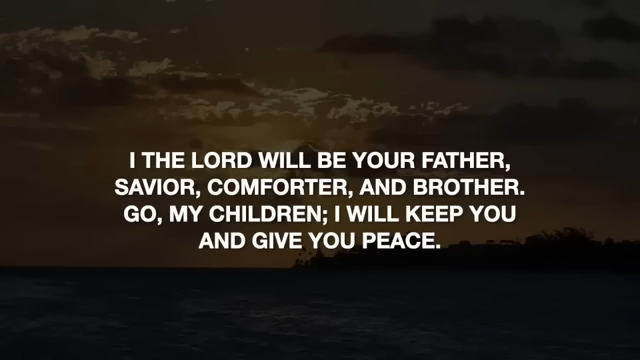 I THE LORD WILL BE YOUR FATHER,
SAVIOR, COMFORTER, AND BROTHER.
GO, MY CHILDREN; I WILL KEEP YOU
AND GIVE YOU PEACE.